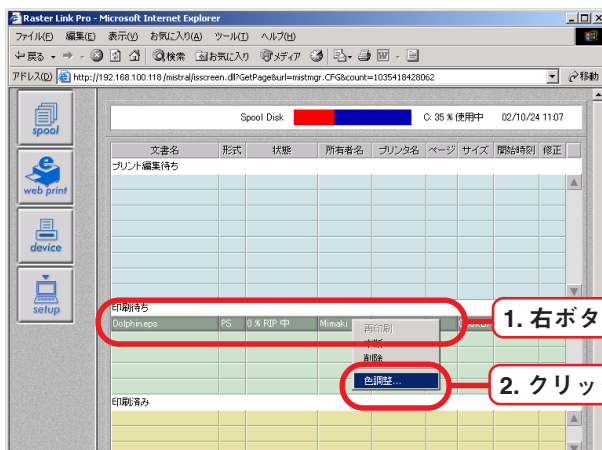 Raster Link Pro - Microsoft Internet Explorer
ファイル(F) 編集(E) 表示(V) お気に入り(A) ツール(T) ヘルプ(H)
戻る 検索 お気に入り メディア
アドレス(D) http://192.168.100.118/mistral/isscreen.dll?GetPage&url=mistmgr.CFG&count=1035418428062 移動
spool
web print
device
setup
Spool Disk C: 35 % 使用中 02/10/24 11:07
文書名 形式 状態 所有者名 プリンタ名 ページ サイズ 開始時刻 修正
プリント編集待ち
印刷待ち
Dolphin.eps PS 0 % RIP 中 Mimaki
再印刷
中断
削除
色調整...
印刷済み
1. 右ボタ
2. クリッ